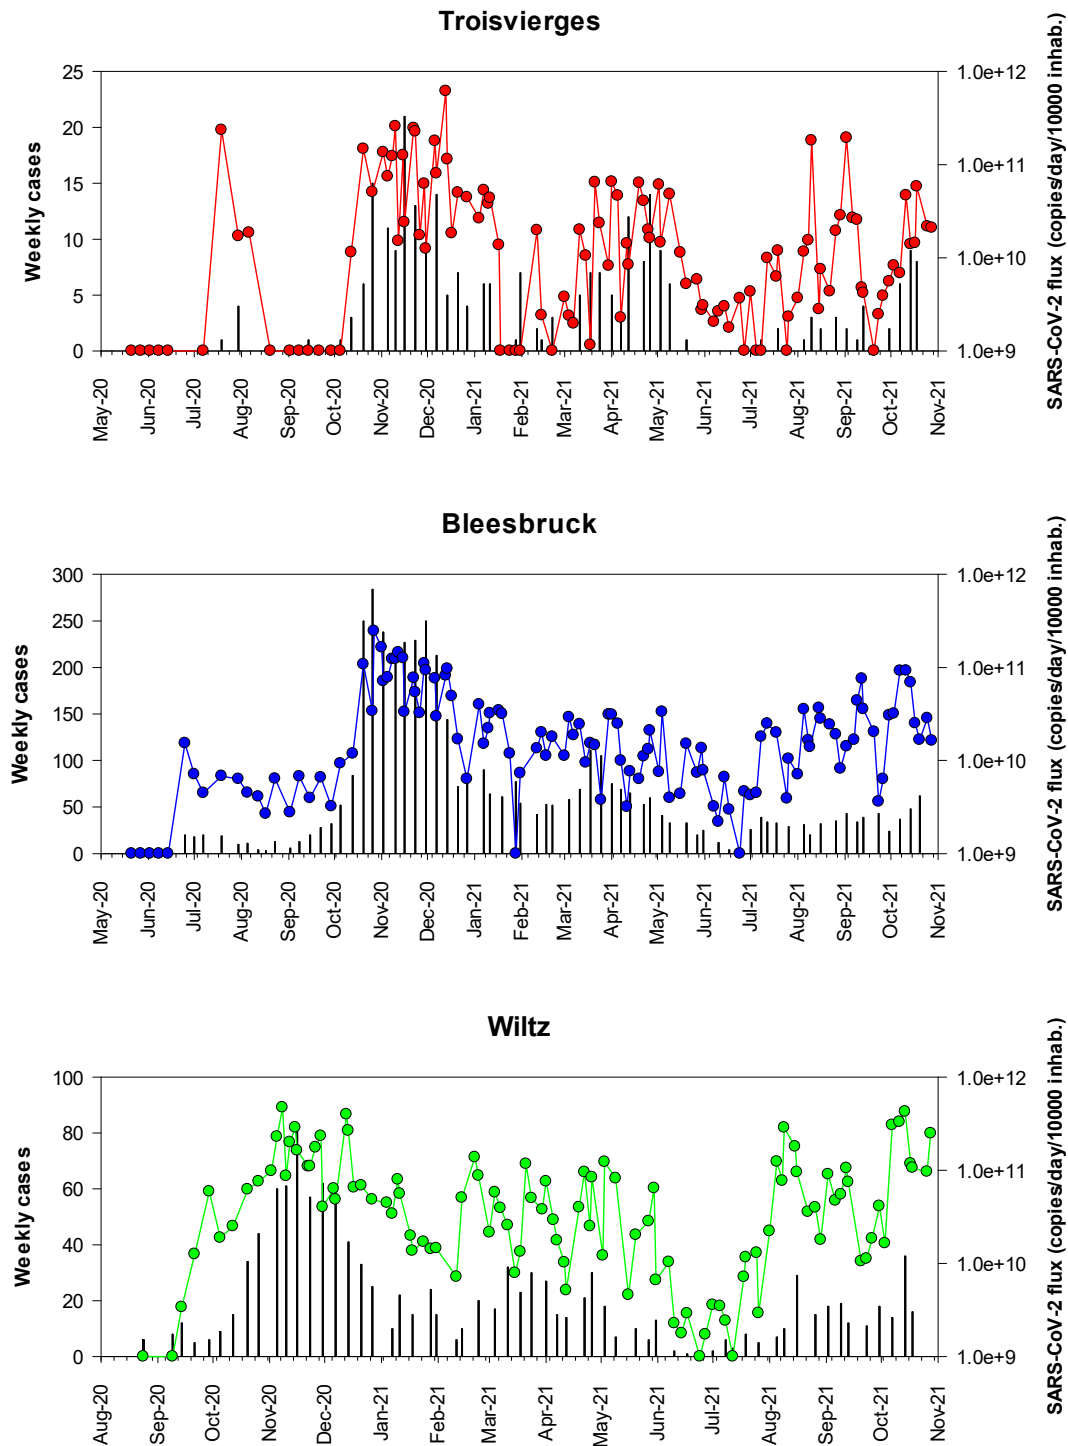 Troisvierges
Weekly cases
25
20
15
10
5
0
1.0e+12
1.0e+11
1.0e+10
1.0e+9
SARS-CoV-2 flux (copies/day/10000 inhab.)
May-20
Jun-20
Jul-20
Aug-20
Sep-20
Oct-20
Nov-20
Dec-20
Jan-21
Feb-21
Mar-21
Apr-21
May-21
Jun-21
Jul-21
Aug-21
Sep-21
Oct-21
Nov-21
Bleesbruck
Weekly cases
300
250
200
150
100
50
0
1.0e+12
1.0e+11
1.0e+10
1.0e+9
SARS-CoV-2 flux (copies/day/10000 inhab.)
May-20
Jun-20
Jul-20
Aug-20
Sep-20
Oct-20
Nov-20
Dec-20
Jan-21
Feb-21
Mar-21
Apr-21
May-21
Jun-21
Jul-21
Aug-21
Sep-21
Oct-21
Nov-21
Wiltz
Weekly cases
100
80
60
40
20
0
1.0e+12
1.0e+11
1.0e+10
1.0e+9
SARS-CoV-2 flux (copies/day/10000 inhab.)
Aug-20
Sep-20
Oct-20
Nov-20
Dec-20
Jan-21
Feb-21
Mar-21
Apr-21
May-21
Jun-21
Jul-21
Aug-21
Sep-21
Oct-21
Nov-21